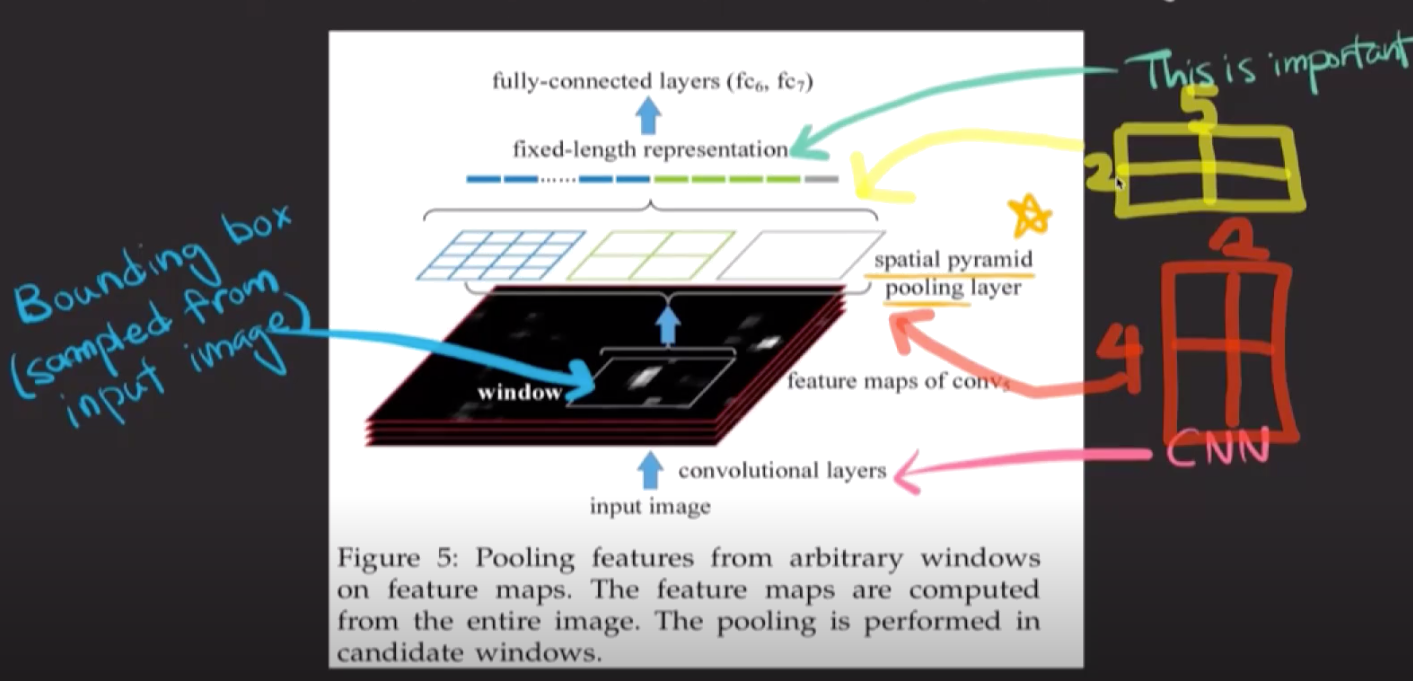 This is important
fully-connected layers (fc₆, fc₇)
5
fixed-length representation
2
Bounding box
(sampled from
input image)
2
spatial pyramid
pooling layer
4
window
feature maps of conv₅
CNN
convolutional layers
input image
Figure 5: Pooling features from arbitrary windows
on feature maps. The feature maps are computed
from the entire image. The pooling is performed in
candidate windows.